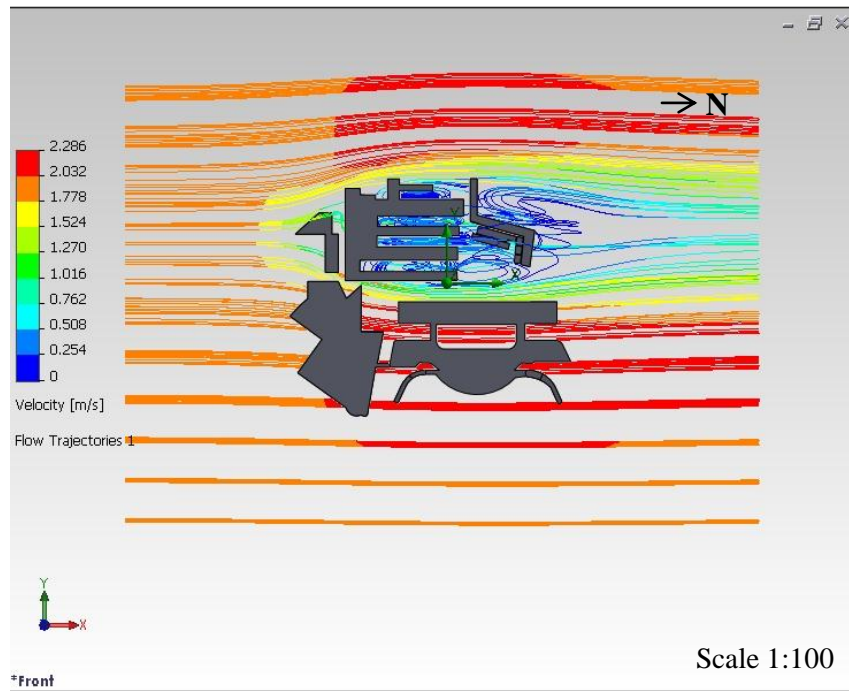 N
2.286
2.032
1.778
1.524
1.270
1.016
0.762
0.508
0.254
0
Velocity [m/s]
Flow Trajectories 1
Y
X
Y
X
Scale 1:100
*Front